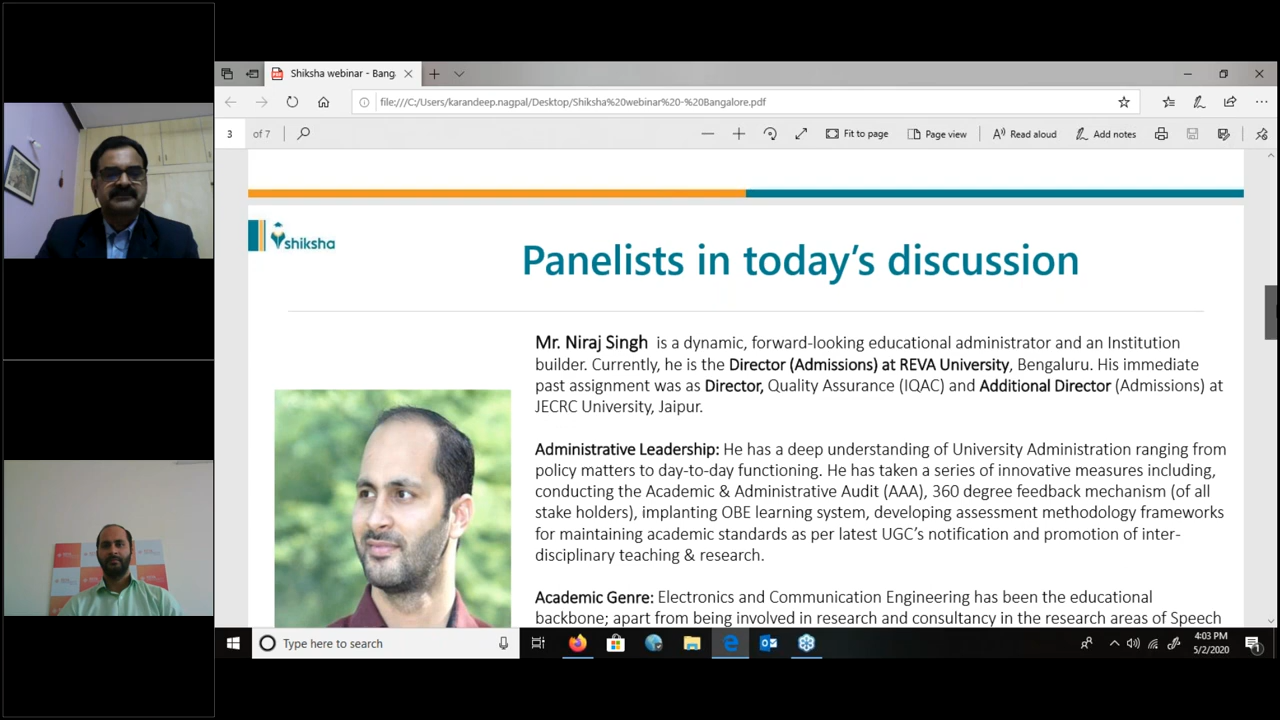 Shiksha webinar - Bang
file:///C:/Users/karandeep.nagpal/Desktop/Shiksha%20webinar%20-%20Bangalore.pdf
3 of 7
Fit to page
Page view
Read aloud
Add notes
shiksha
Panelists in today's discussion
Mr. Niraj Singh is a dynamic, forward-looking educational administrator and an Institution
builder. Currently, he is the Director (Admissions) at REVA University, Bengaluru. His immediate
past assignment was as Director, Quality Assurance (IQAC) and Additional Director (Admissions) at
JECRC University, Jaipur.
Administrative Leadership: He has a deep understanding of University Administration ranging from
policy matters to day-to-day functioning. He has taken a series of innovative measures including,
conducting the Academic & Administrative Audit (AAA), 360 degree feedback mechanism (of all
stake holders), implanting OBE learning system, developing assessment methodology frameworks
for maintaining academic standards as per latest UGC's notification and promotion of inter-
disciplinary teaching & research.
Academic Genre: Electronics and Communication Engineering has been the educational
backbone; apart from being involved in research and consultancy in the research areas of Speech
Type here to search
4:03 PM
5/2/2020